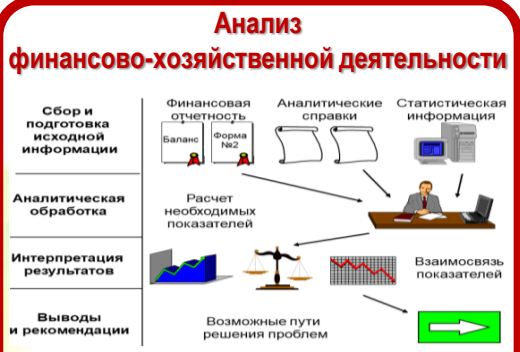 Анализ
финансово-хозяйственной деятельности
Сбор и
подготовка
исходной
информации
Финансовая
отчетность
Аналитические
справки
Статистическая
информация
Баланс
Форма
№2
Аналитическая
обработка
Расчет
необходимых
показателей
Интерпретация
результатов
Взаимосвязь
показателей
Выводы
и рекомендации
Возможные пути
решения проблем